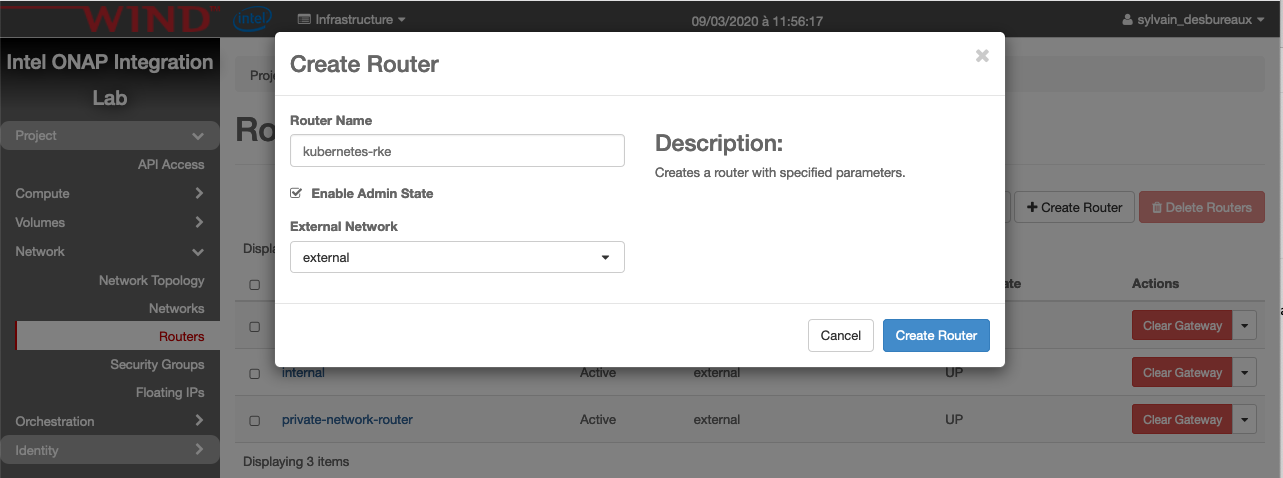 WIND intel Infrastructure 09/03/2020 à 11:56:17 sylvain_desbureaux
Intel ONAP Integration
Lab
Project
API Access
Compute
Volumes
Network
Network Topology
Networks
Routers
Security Groups
Floating IPs
Orchestration
Identity
Create Router
×
Router Name
kubernetes-rke
Enable Admin State
External Network
external
Description:
Creates a router with specified parameters.
Cancel Create Router
Proj
Ro
+ Create Router Delete Routers
Displa
ate Actions
Clear Gateway
internal Active external UP Clear Gateway
private-network-router Active external UP Clear Gateway
Displaying 3 items